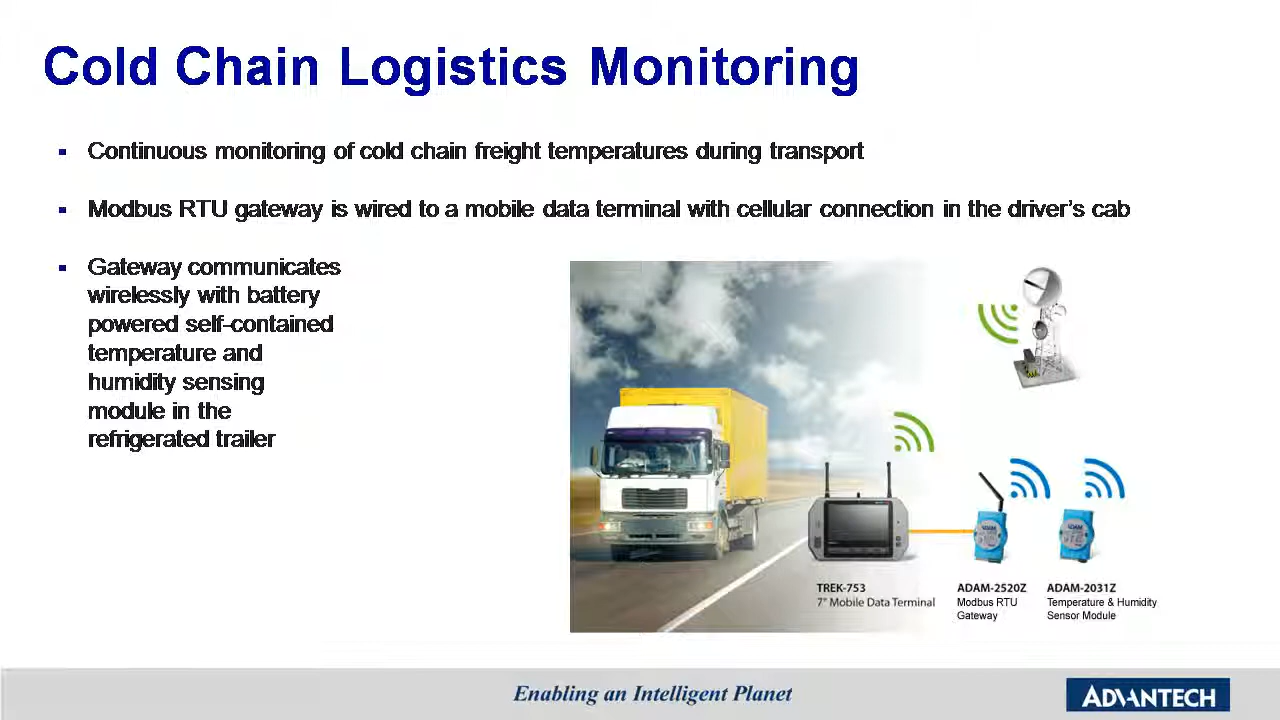 Cold Chain Logistics Monitoring
▪ Continuous monitoring of cold chain freight temperatures during transport
▪ Modbus RTU gateway is wired to a mobile data terminal with cellular connection in the driver’s cab
▪ Gateway communicates
wirelessly with battery
powered self-contained
temperature and
humidity sensing
module in the
refrigerated trailer
ADAM
ADAM
TREK-753
7" Mobile Data Terminal
ADAM-2520Z
Modbus RTU
Gateway
ADAM-2031Z
Temperature & Humidity
Sensor Module
Enabling an Intelligent Planet
ADVANTECH